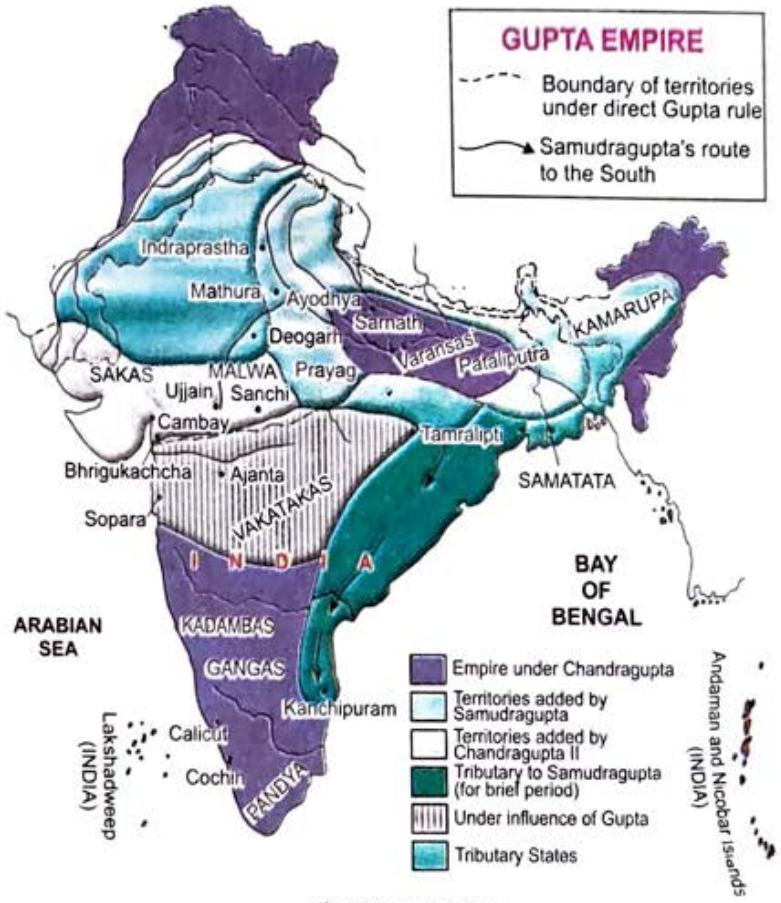 GUPTA EMPIRE
Boundary of territories
under direct Gupta rule
Samudragupta's route
to the South
Indraprastha
Mathura
Ayodhya
Sarnath
KAMARUPA
Deogarh
Varansasi
Pataliputra
SAKAS
MALWA
Prayag
Ujjain
Sanchi
Cambay
Tamralipti
Bhrigukachcha
Ajanta
SAMATATA
VAKATAKAS
Sopara
INDIA
BAY
OF
BENGAL
ARABIAN
SEA
KADAMBAS
GANGAS
Kanchipuram
Calicut
Cochin
PANDYA
Lakshadweep
(INDIA)
Empire under Chandragupta
Territories added by
Samudragupta
Territories added by
Chandragupta II
Tributary to Samudragupta
(for brief period)
Under influence of Gupta
Tributary States
Andaman and Nicobar Islands
(INDIA)